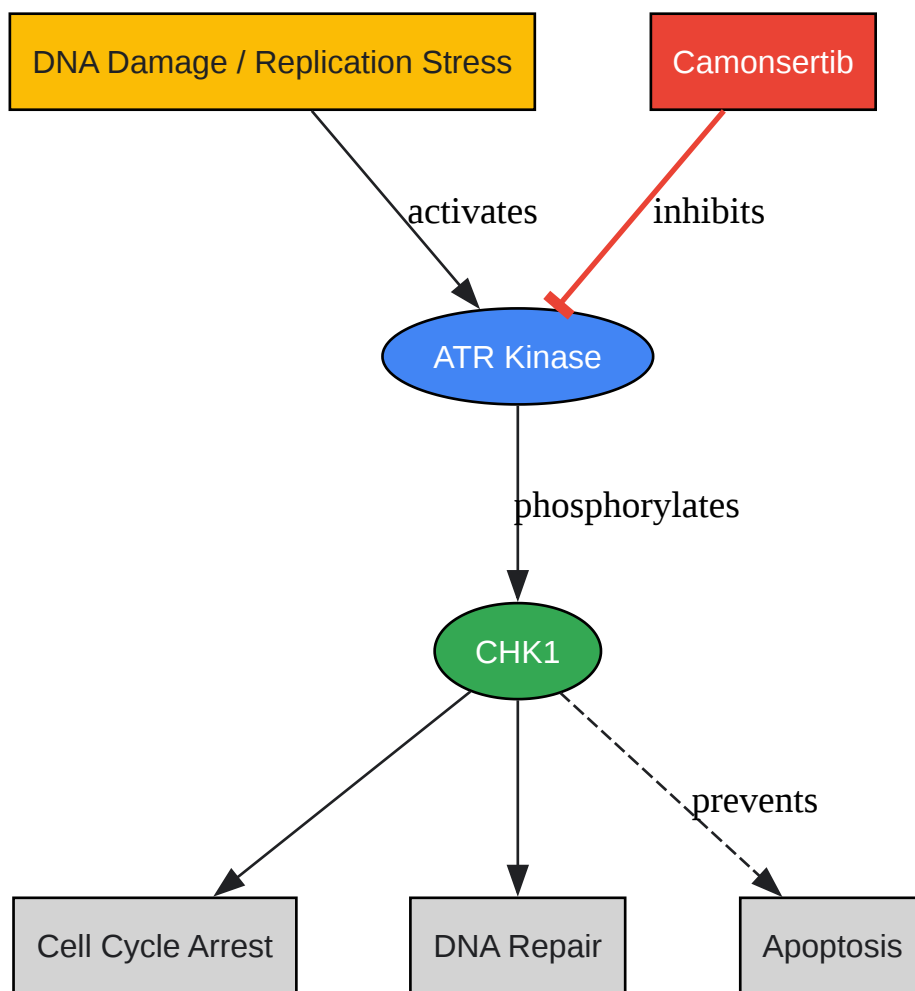 DNA Damage / Replication Stress
Camonsertib
activates
inhibits
ATR Kinase
phosphorylates
CHK1
prevents
Cell Cycle Arrest
DNA Repair
Apoptosis